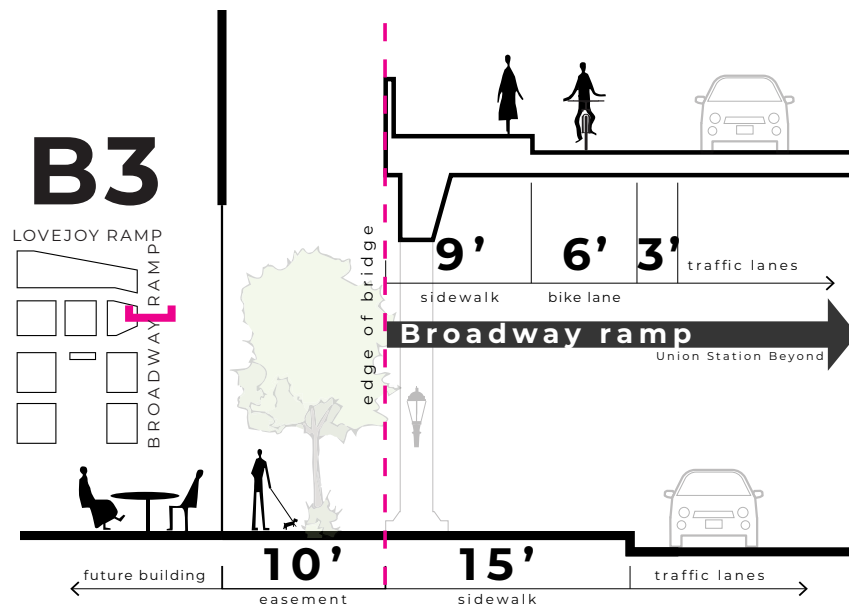 B3
LOVEJOY RAMP
BROADWAY RAMP
edge of bridge
9’
6’
3’
traffic lanes
sidewalk
bike lane
Broadway ramp
Union Station Beyond
10’
15’
future building
traffic lanes
easement
sidewalk